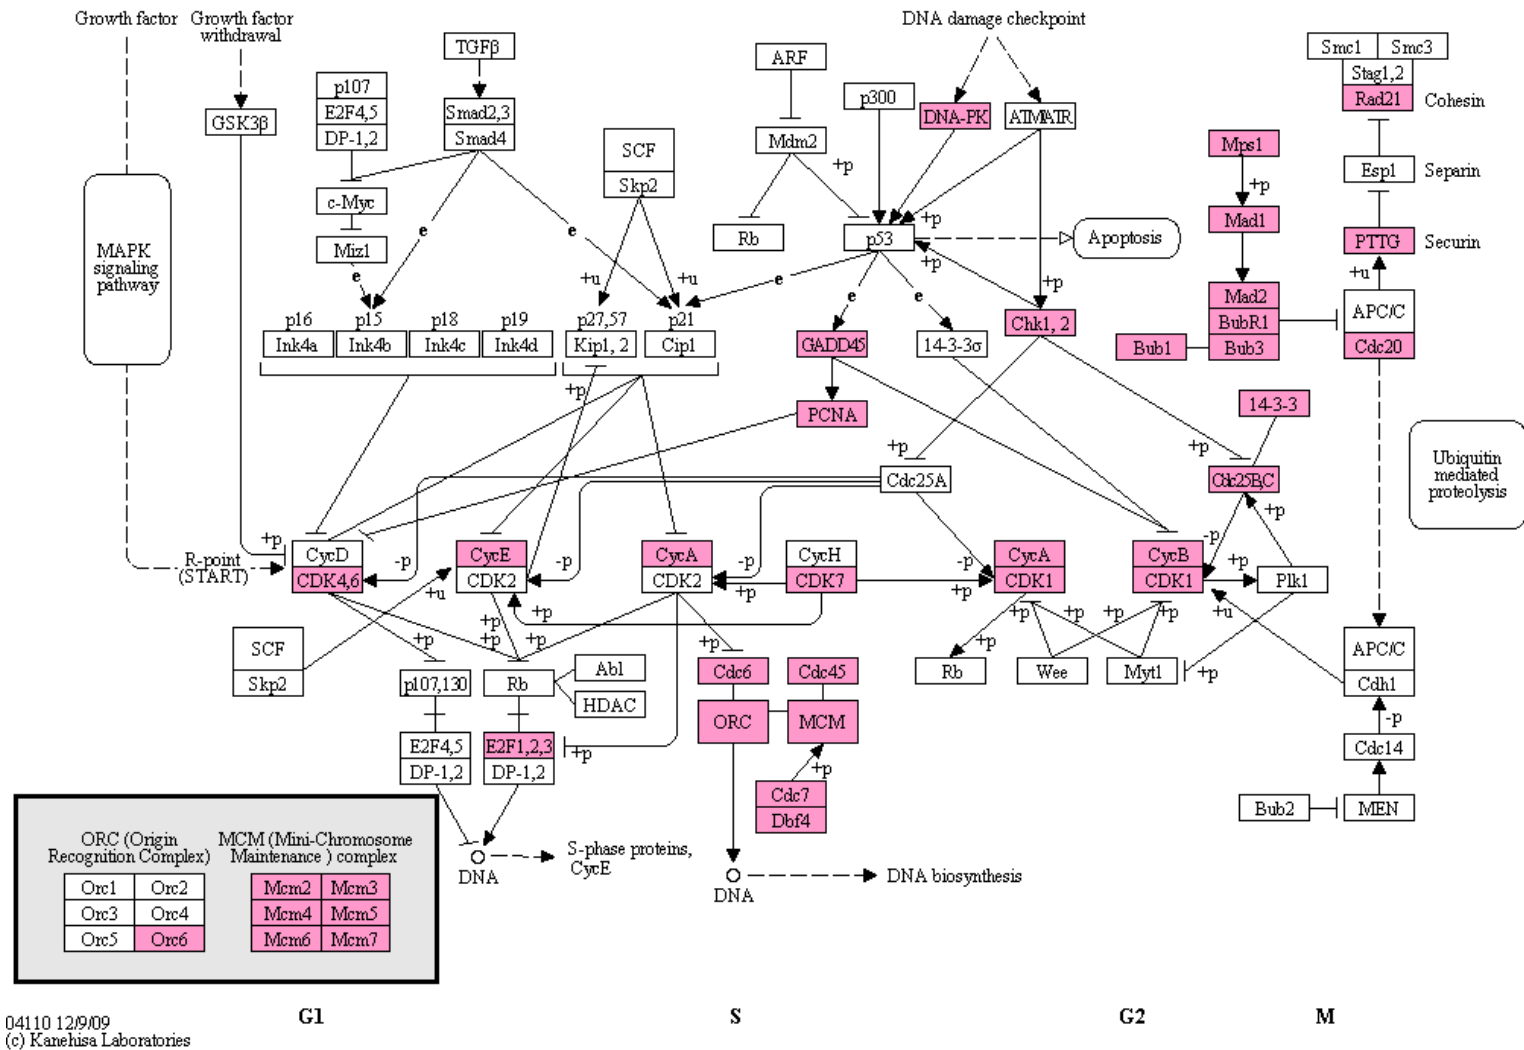 Growth factor
Growth factor
withdrawal
TGFβ
DNA damage checkpoint
Smc1 Smc3
Stag1,2
Rad21 Cohesin
ARF
p107
E2F4,5
DP-1,2
GSK3β
Smad2,3
Smad4
p300
DNA-PK
ATM/ATR
Mdm2
+p
SCF
Skp2
Mps1
+p
Esp1 Separin
c-Myc
Miz1
e
e
e
MAPK
signaling
pathway
Rb
p53
+p
+p
Apoptosis
Mad1
PTTG Securin
+u
+u
+u
e
e
e
+p
Mad2
BubR1
Bub3
Bub1
APC/C
Cdc20
p16
Ink4a
p15
Ink4b
p18
Ink4c
p19
Ink4d
p27,57
Kip1, 2
p21
Cip1
GADD45
14-3-3σ
Chk1, 2
+p
PCNA
14-3-3
+p
+p
Cdc25A
Cdc25B,C
Ubiquitin
mediated
proteolysis
+p
R-point
(START)
CycD
CDK4,6
-p
CycE
CDK2
-p
CycA
CDK2
-p
+p
CycH
CDK7
-p
+p
CycA
CDK1
CycB
CDK1
-p
+p
+p
Plk1
+u
+p
+p
+p
+p
+p
+p
+p
+p
+p
+p
+p
+u
SCF
Skp2
p107,130
Rb
Abl
HDAC
Cdc6
Cdc45
Rb
Wee
Myt1
+p
APC/C
Cdh1
-p
ORC
MCM
E2F4,5
DP-1,2
E2F1,2,3
DP-1,2
+p
+p
Cdc7
Dbf4
Cdc14
Bub2
MEN
DNA
S-phase proteins,
CycE
DNA
DNA biosynthesis
ORC (Origin
Recognition Complex)
MCM (Mini-Chromosome
Maintenance ) complex
Orc1 Orc2
Orc3 Orc4
Orc5 Orc6
Mcm2 Mcm3
Mcm4 Mcm5
Mcm6 Mcm7
G1 S G2 M
04110 12/9/09
(c) Kanehisa Laboratories